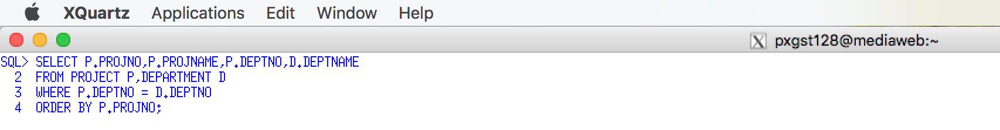 XQuartz Applications Edit Window Help
X pxgst128@mediaweb:~
SQL> SELECT P.PROJNO,P.PROJNAME,P.DEPTNO,D.DEPTNAME
2 FROM PROJECT P,DEPARTMENT D
3 WHERE P.DEPTNO = D.DEPTNO
4 ORDER BY P.PROJNO;